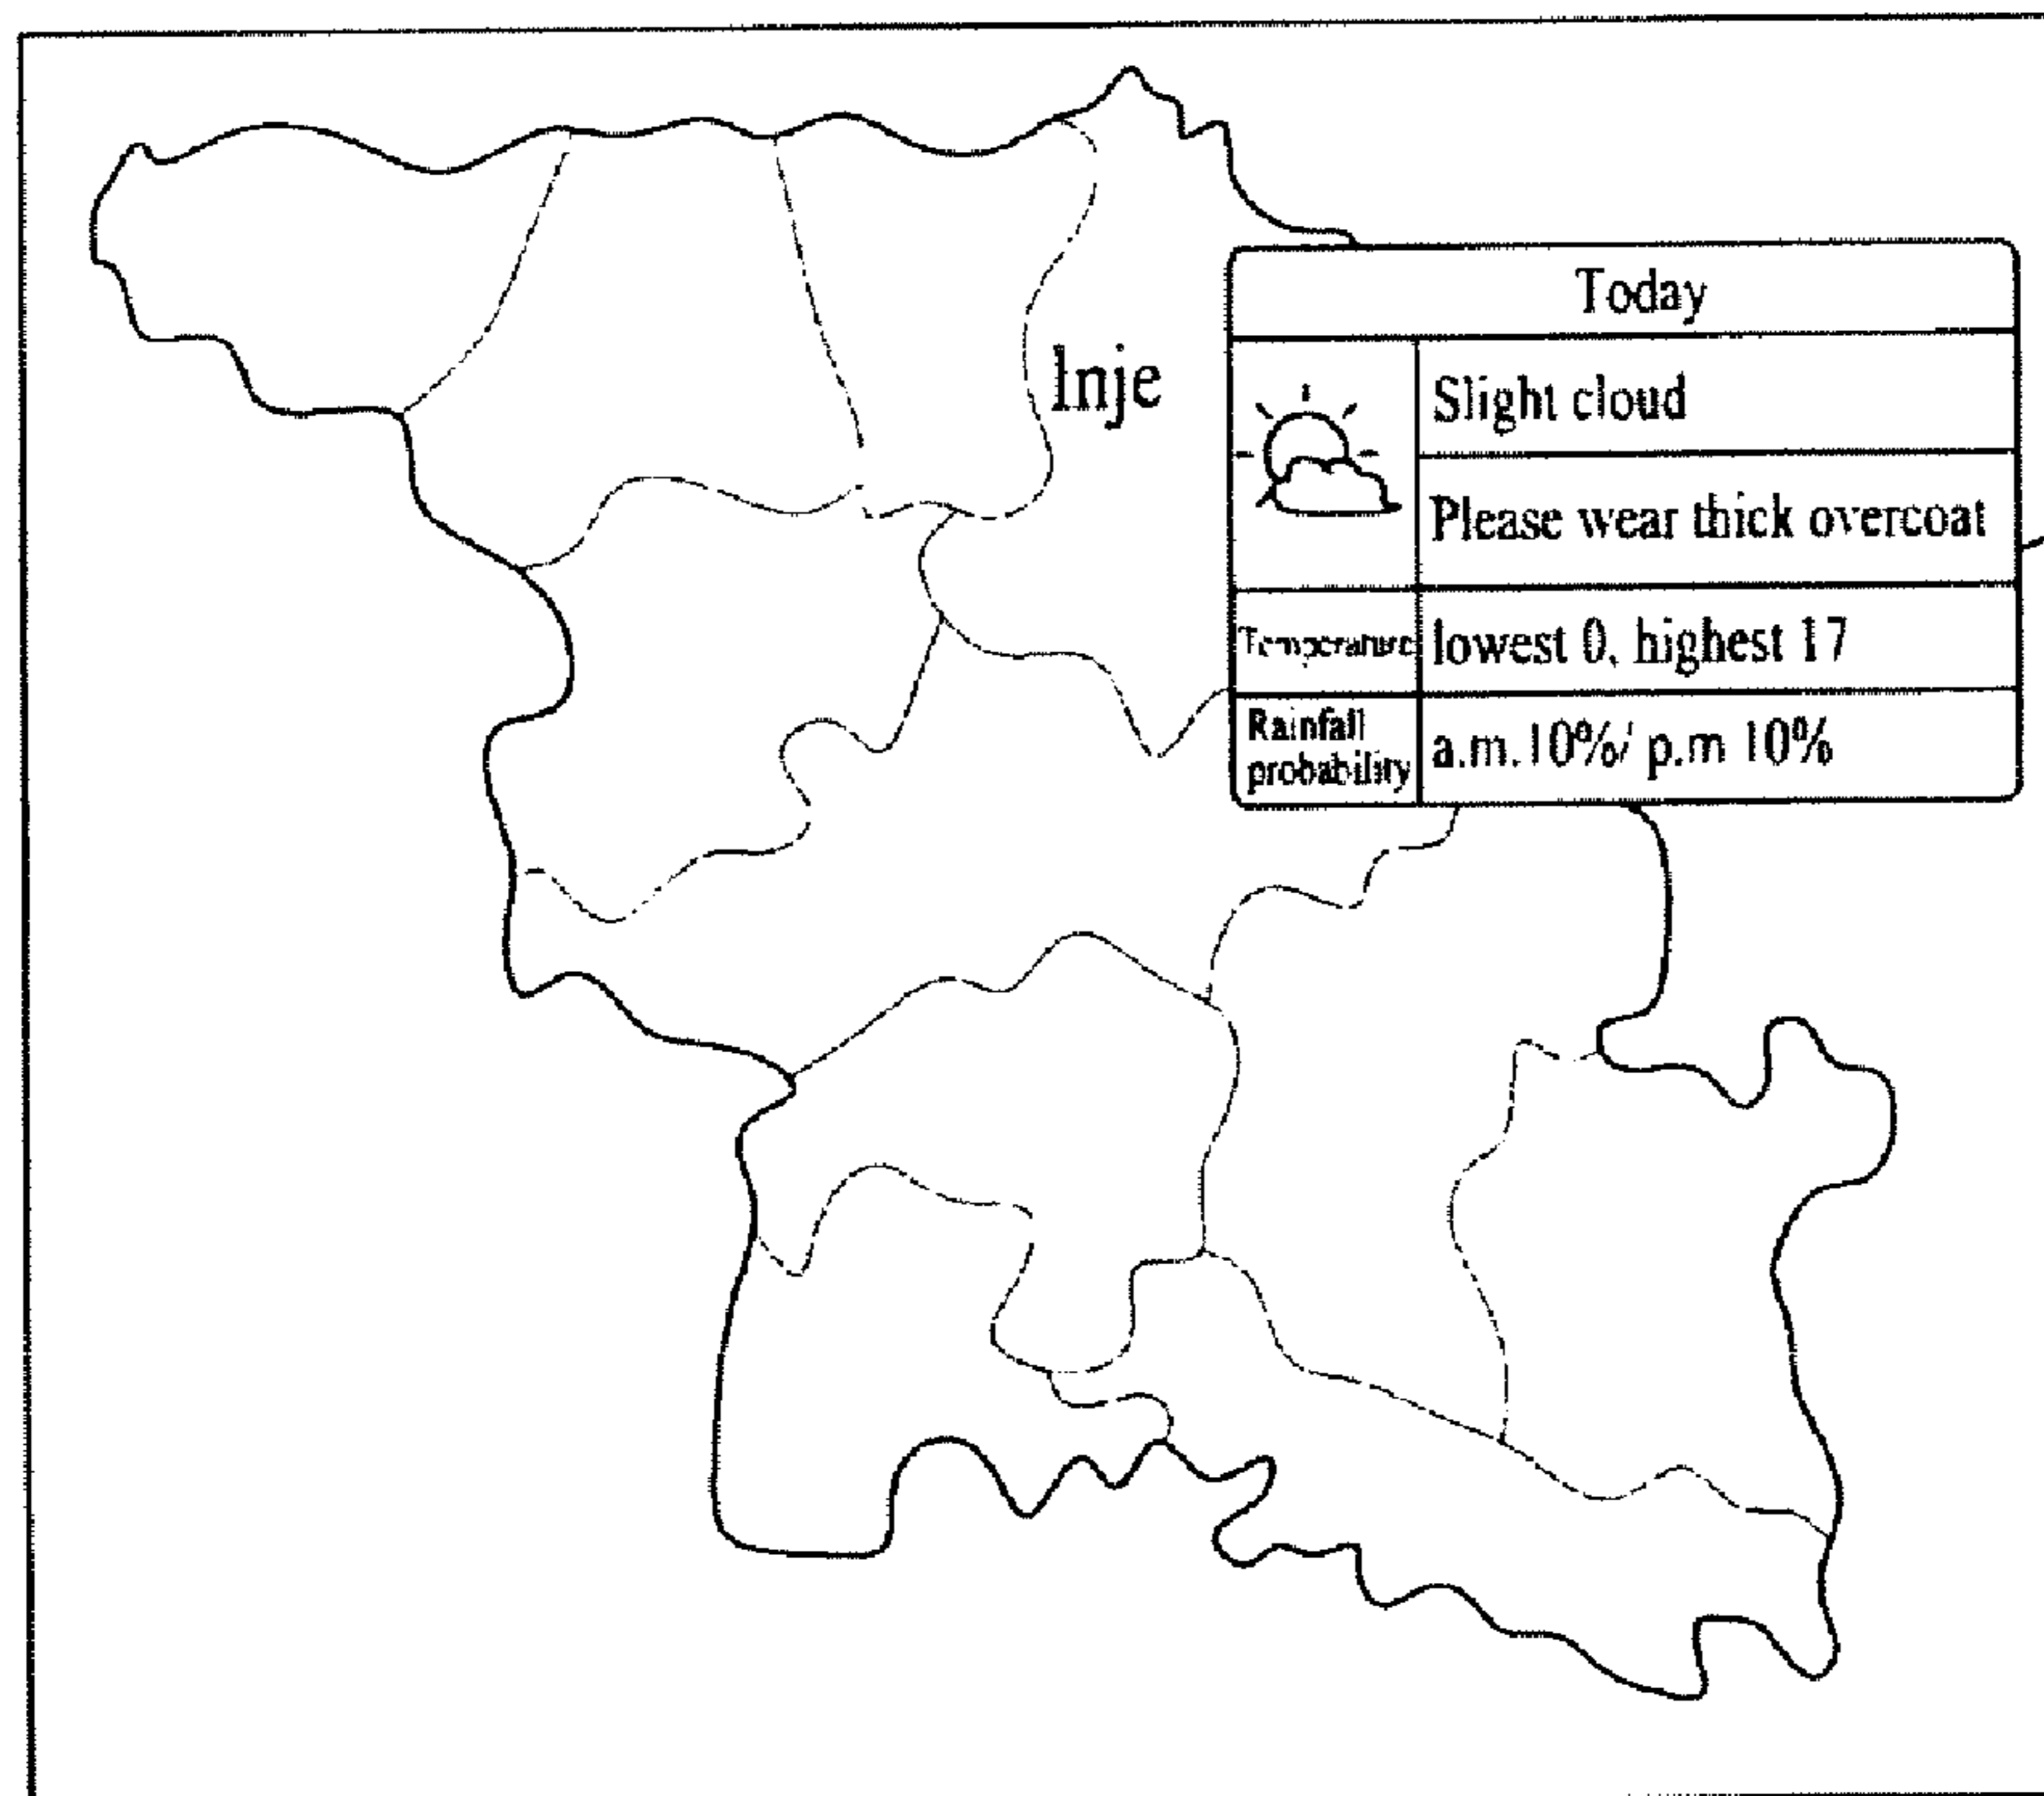 Inje
Today
Slight cloud
Please wear thick overcoat
Temperature lowest 0, highest 17
Rainfall
probability
a.m.10%/ p.m 10%